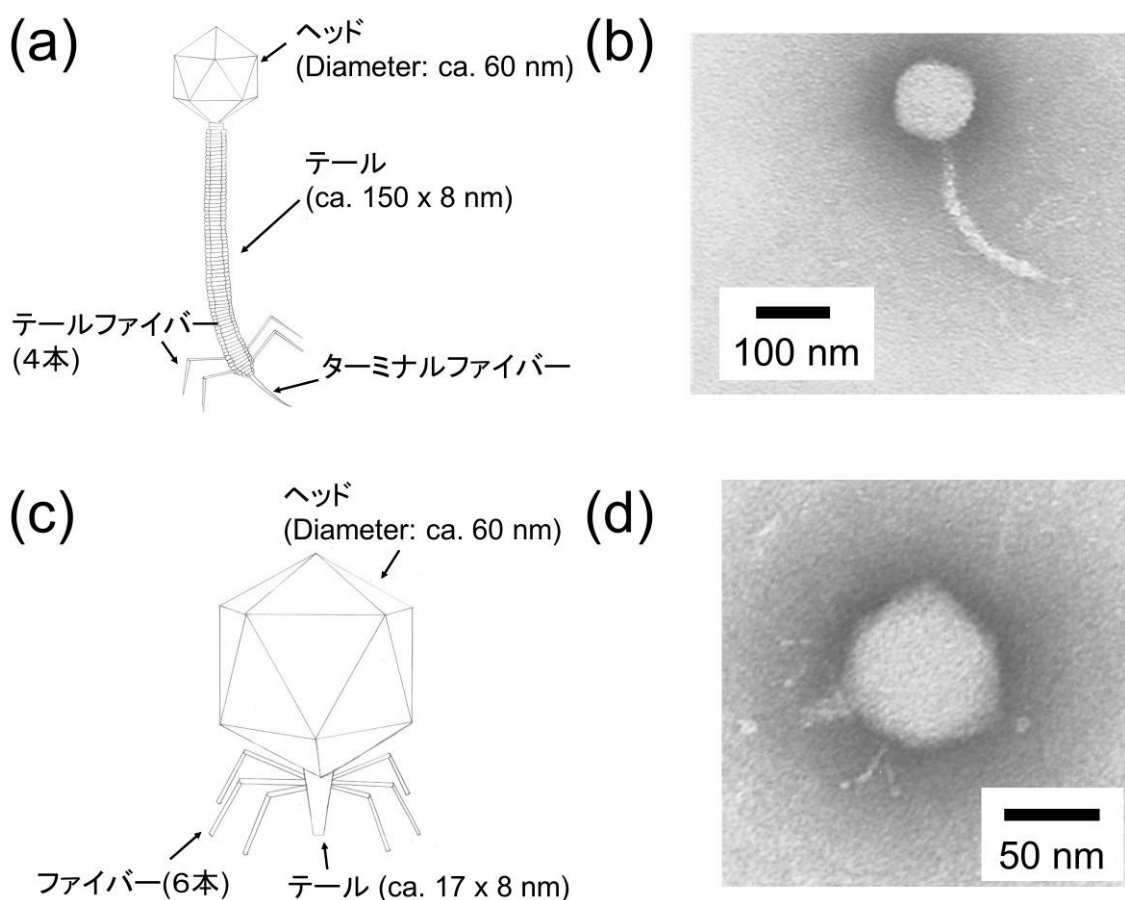 (a)
ヘッド
(Diameter: ca. 60 nm)
テール
(ca. 150 x 8 nm)
テールファイバー
(4本)
ターミナルファイバー
(b)
100 nm
(c)
ヘッド
(Diameter: ca. 60 nm)
ファイバー(6本)
テール (ca. 17 x 8 nm)
(d)
50 nm